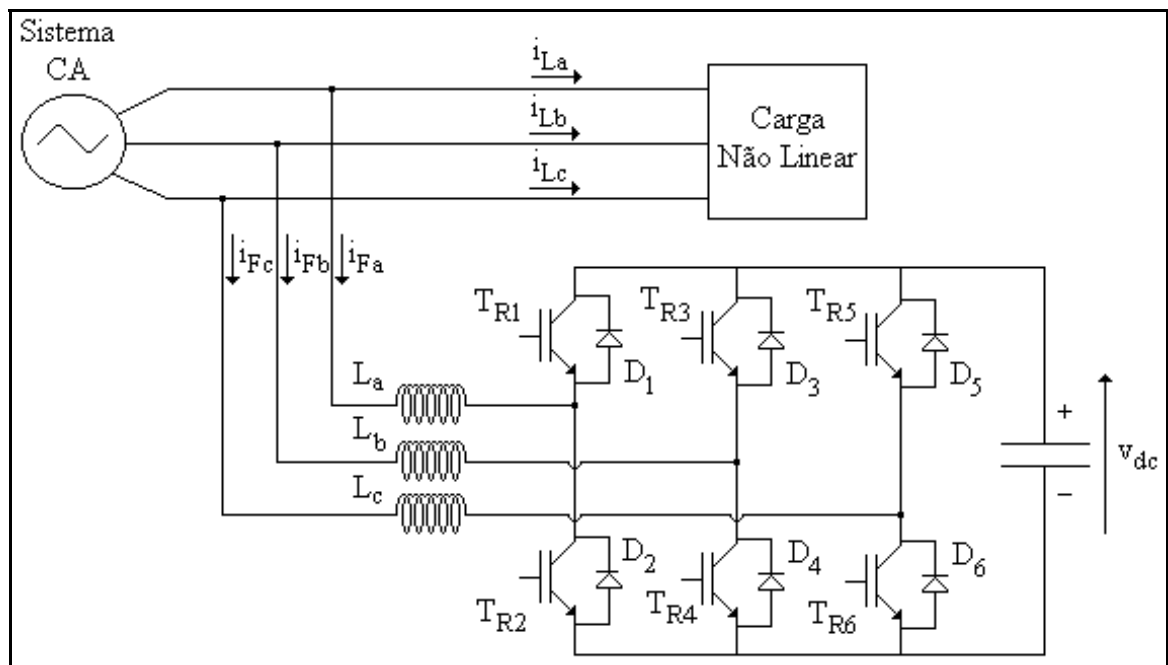 Sistema
CA
iLa
iLb
iLc
Carga
Não Linear
iFc
iFb
iFa
TR1
D1
TR3
D3
TR5
D5
La
Lb
Lc
+
−
vdc
TR2
D2
TR4
D4
TR6
D6